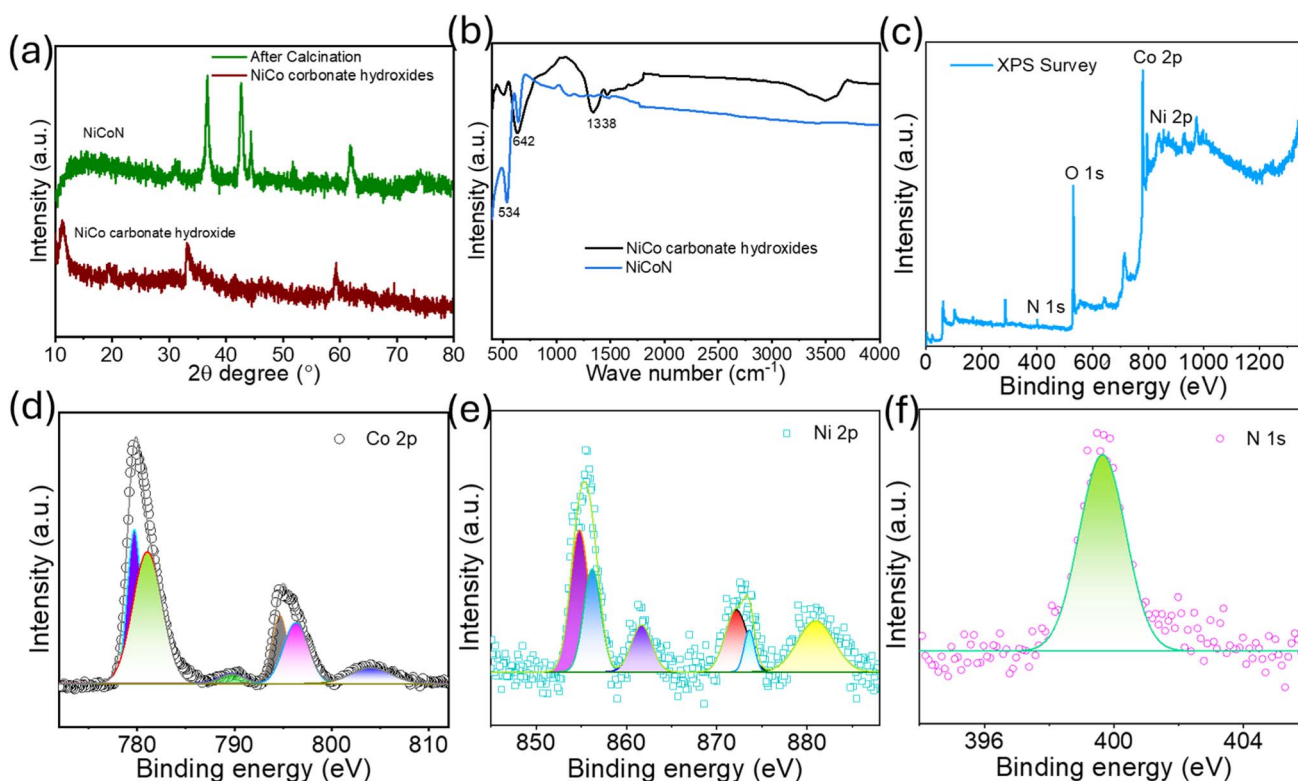 (a)
After Calcination
NiCo carbonate hydroxides
NiCoN
NiCo carbonate hydroxide
Intensity (a.u.)
10 20 30 40 50 60 70 80
2θ degree (°)
(b)
642
1338
534
NiCo carbonate hydroxides
NiCoN
Intensity (a.u.)
500 1000 1500 2000 2500 3000 3500 4000
Wave number (cm-1)
(c)
XPS Survey
Co 2p
Ni 2p
O 1s
N 1s
Intensity (a.u.)
0 200 400 600 800 1000 1200
Binding energy (eV)
(d)
Co 2p
Intensity (a.u.)
780 790 800 810
Binding energy (eV)
(e)
Ni 2p
Intensity (a.u.)
850 860 870 880
Binding energy (eV)
(f)
N 1s
Intensity (a.u.)
396 400 404
Binding energy (eV)